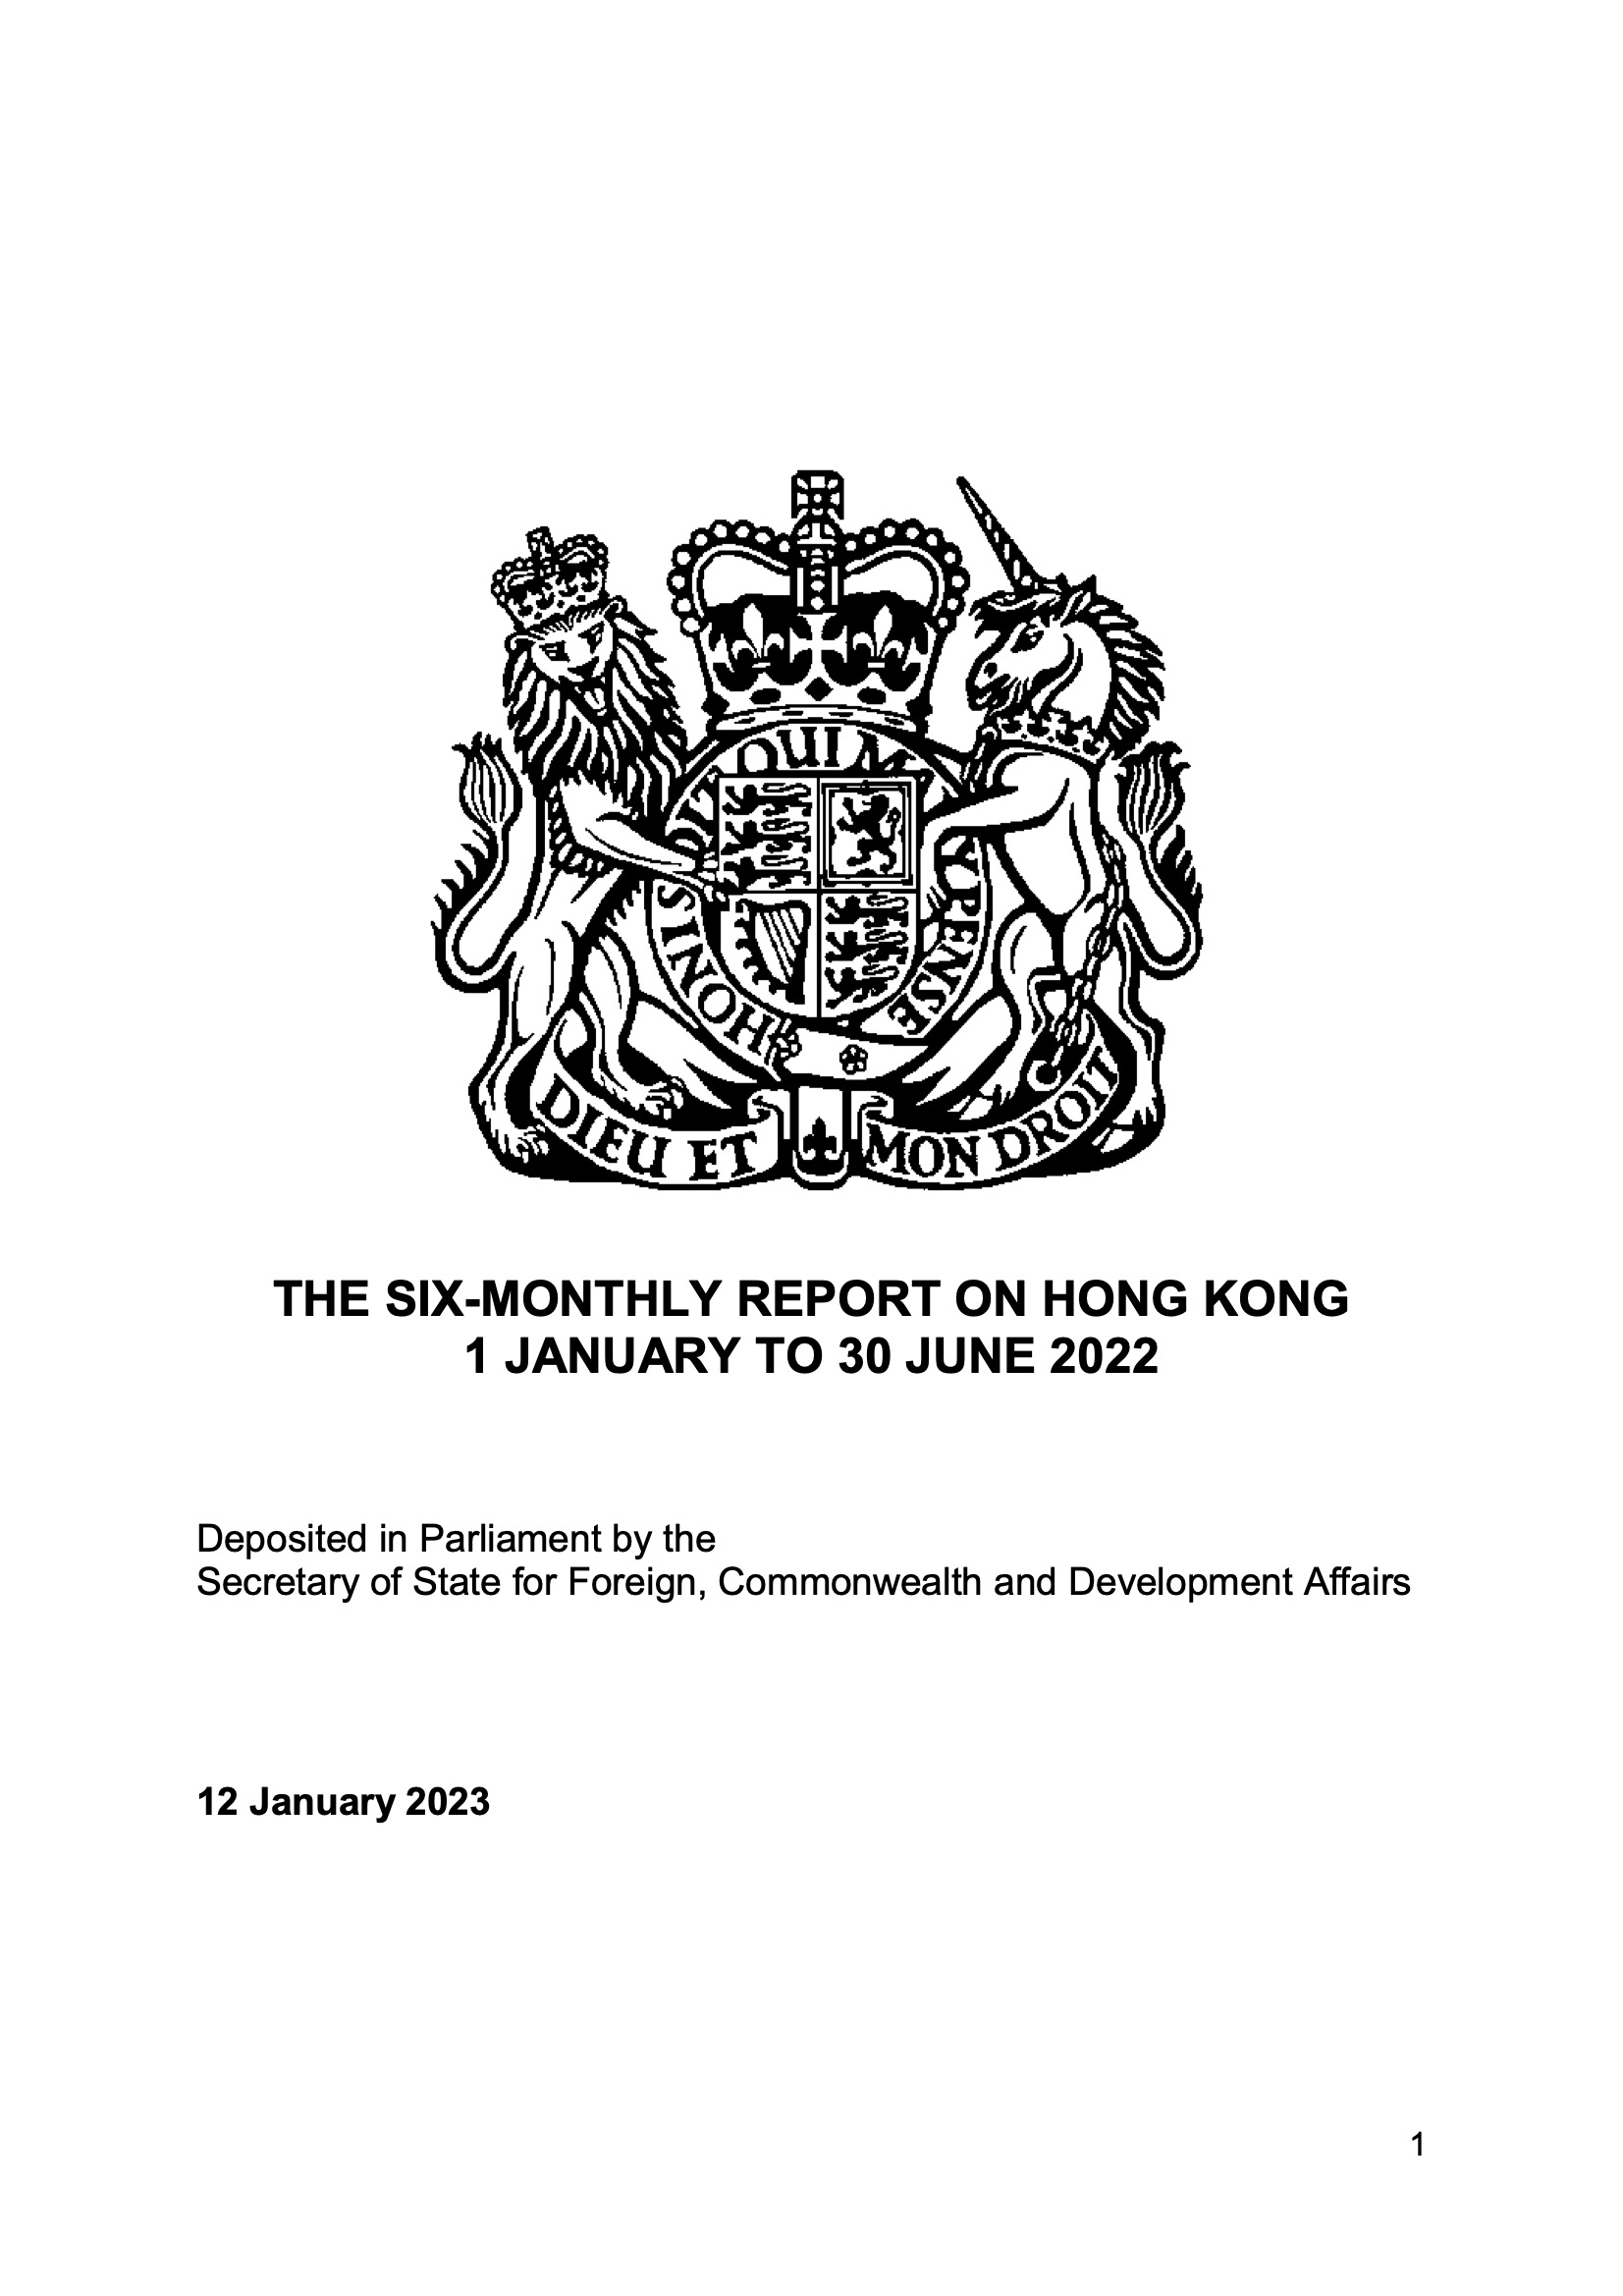 QUI M
HONI S
Y PENSE
DIEU ET MON DROIT
THE SIX-MONTHLY REPORT ON HONG KONG
1 JANUARY TO 30 JUNE 2022
Deposited in Parliament by the
Secretary of State for Foreign, Commonwealth and Development Affairs
12 January 2023
1